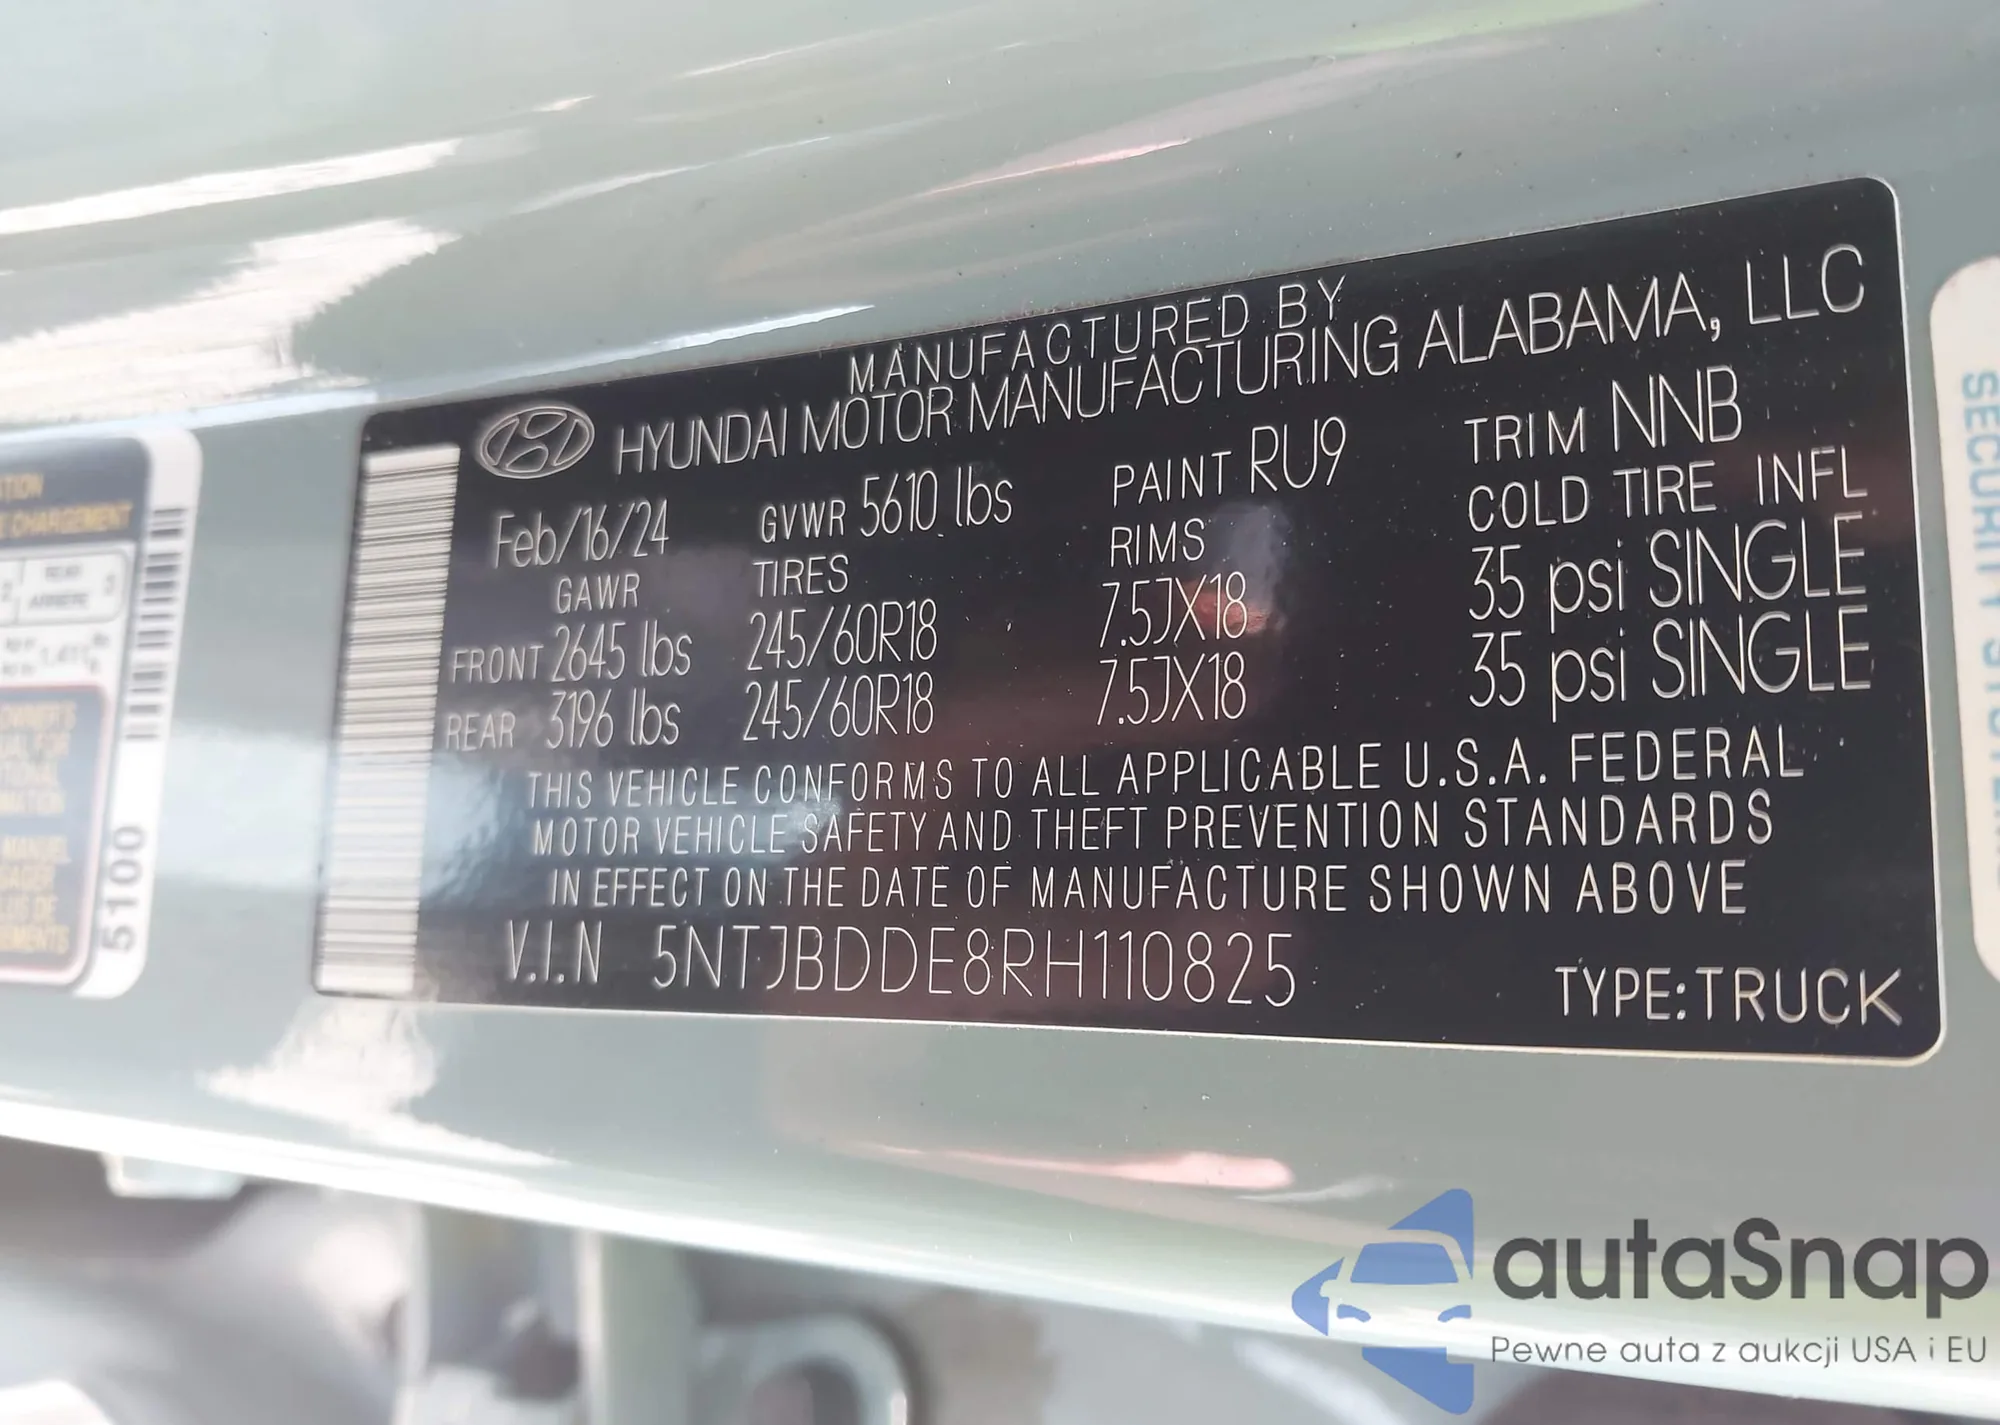 MANUFACTURED BY
HYUNDAI MOTOR MANUFACTURING ALABAMA, LLC
Feb/16/24 GVWR 5610 lbs PAINT RU9 TRIM NNB
GAWR TIRES RIMS COLD TIRE INFL
FRONT 2645 lbs 245/60R18 7.5JX18 35 psi SINGLE
REAR 3196 lbs 245/60R18 7.5JX18 35 psi SINGLE
THIS VEHICLE CONFORMS TO ALL APPLICABLE U.S.A. FEDERAL
MOTOR VEHICLE SAFETY AND THEFT PREVENTION STANDARDS
IN EFFECT ON THE DATE OF MANUFACTURE SHOWN ABOVE
V.I.N 5NTJBDDE8RH110825
TYPE:TRUCK
5100
SECURITY
autaSnap
Pewne auta z aukcji USA i EU